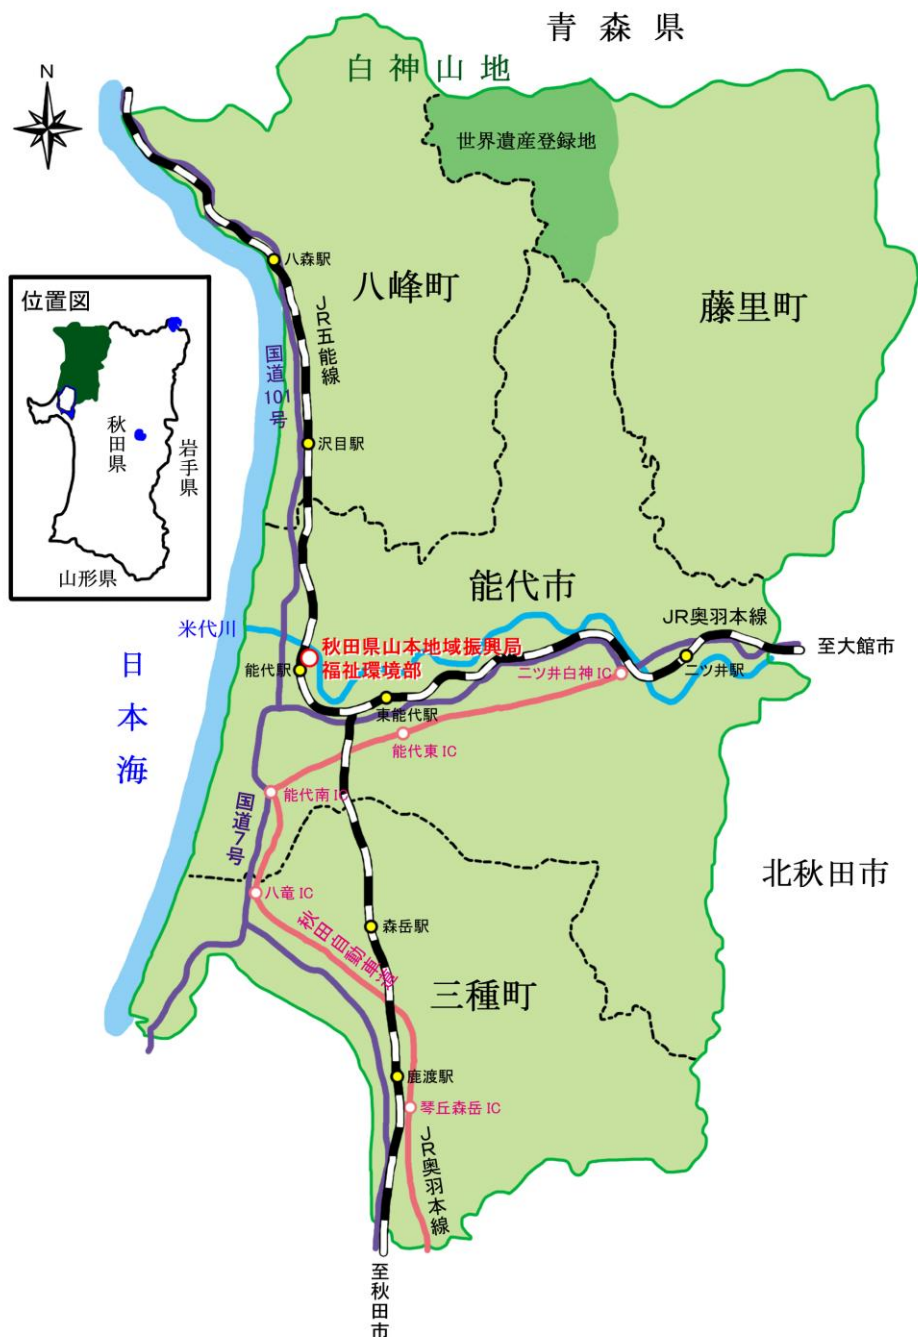 青森県
白神山地
N
世界遺産登録地
八森駅
八峰町
藤里町
位置図
秋田県
岩手県
山形県
JR五能線
国道101号
沢目駅
能代市
JR奥羽本線
米代川
秋田県山本地域振興局
福祉環境部
至大館市
能代駅
二ツ井白神IC
二ツ井駅
日本海
東能代駅
能代東IC
能代南IC
国道7号
北秋田市
八竜IC
森岳駅
秋田自動車道
三種町
鹿渡駅
琴丘森岳IC
JR奥羽本線
至秋田市